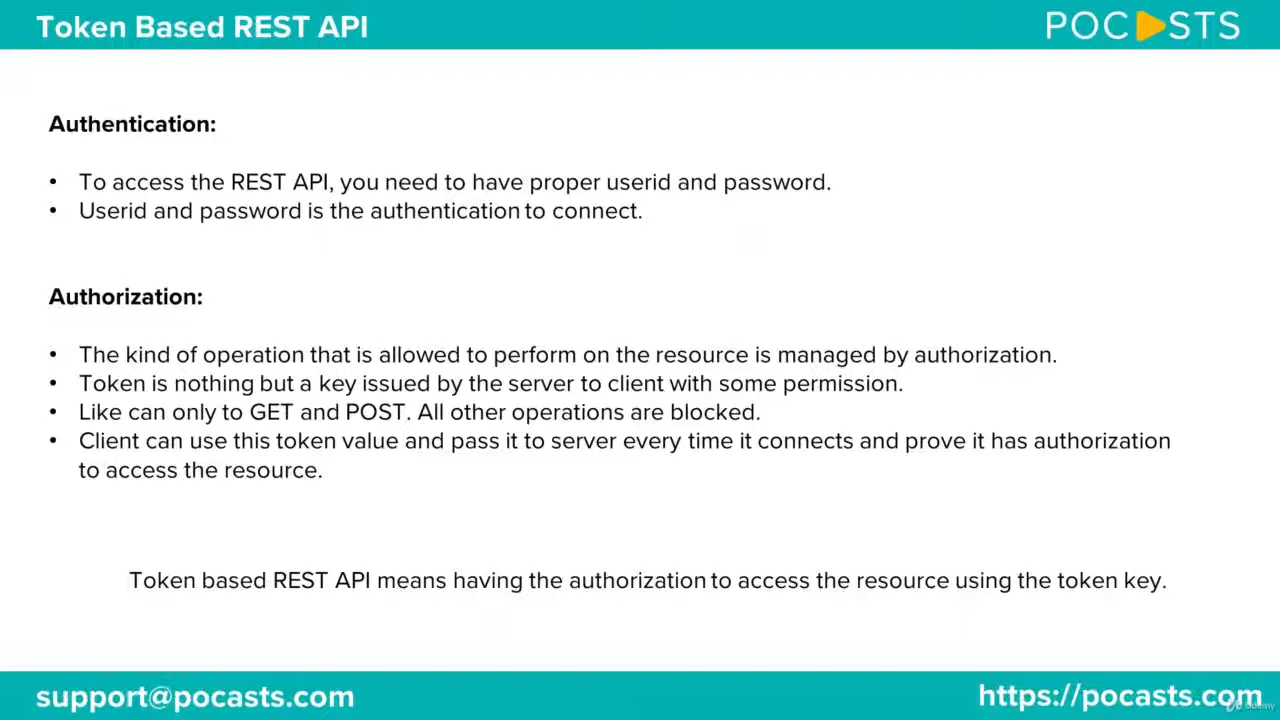 Token Based REST API
POCASTS
Authentication:
• To access the REST API, you need to have proper userid and password.
• Userid and password is the authentication to connect.
Authorization:
• The kind of operation that is allowed to perform on the resource is managed by authorization.
• Token is nothing but a key issued by the server to client with some permission.
• Like can only to GET and POST. All other operations are blocked.
• Client can use this token value and pass it to server every time it connects and prove it has authorization
to access the resource.
Token based REST API means having the authorization to access the resource using the token key.
support@pocasts.com
https://pocasts.com
Udemy